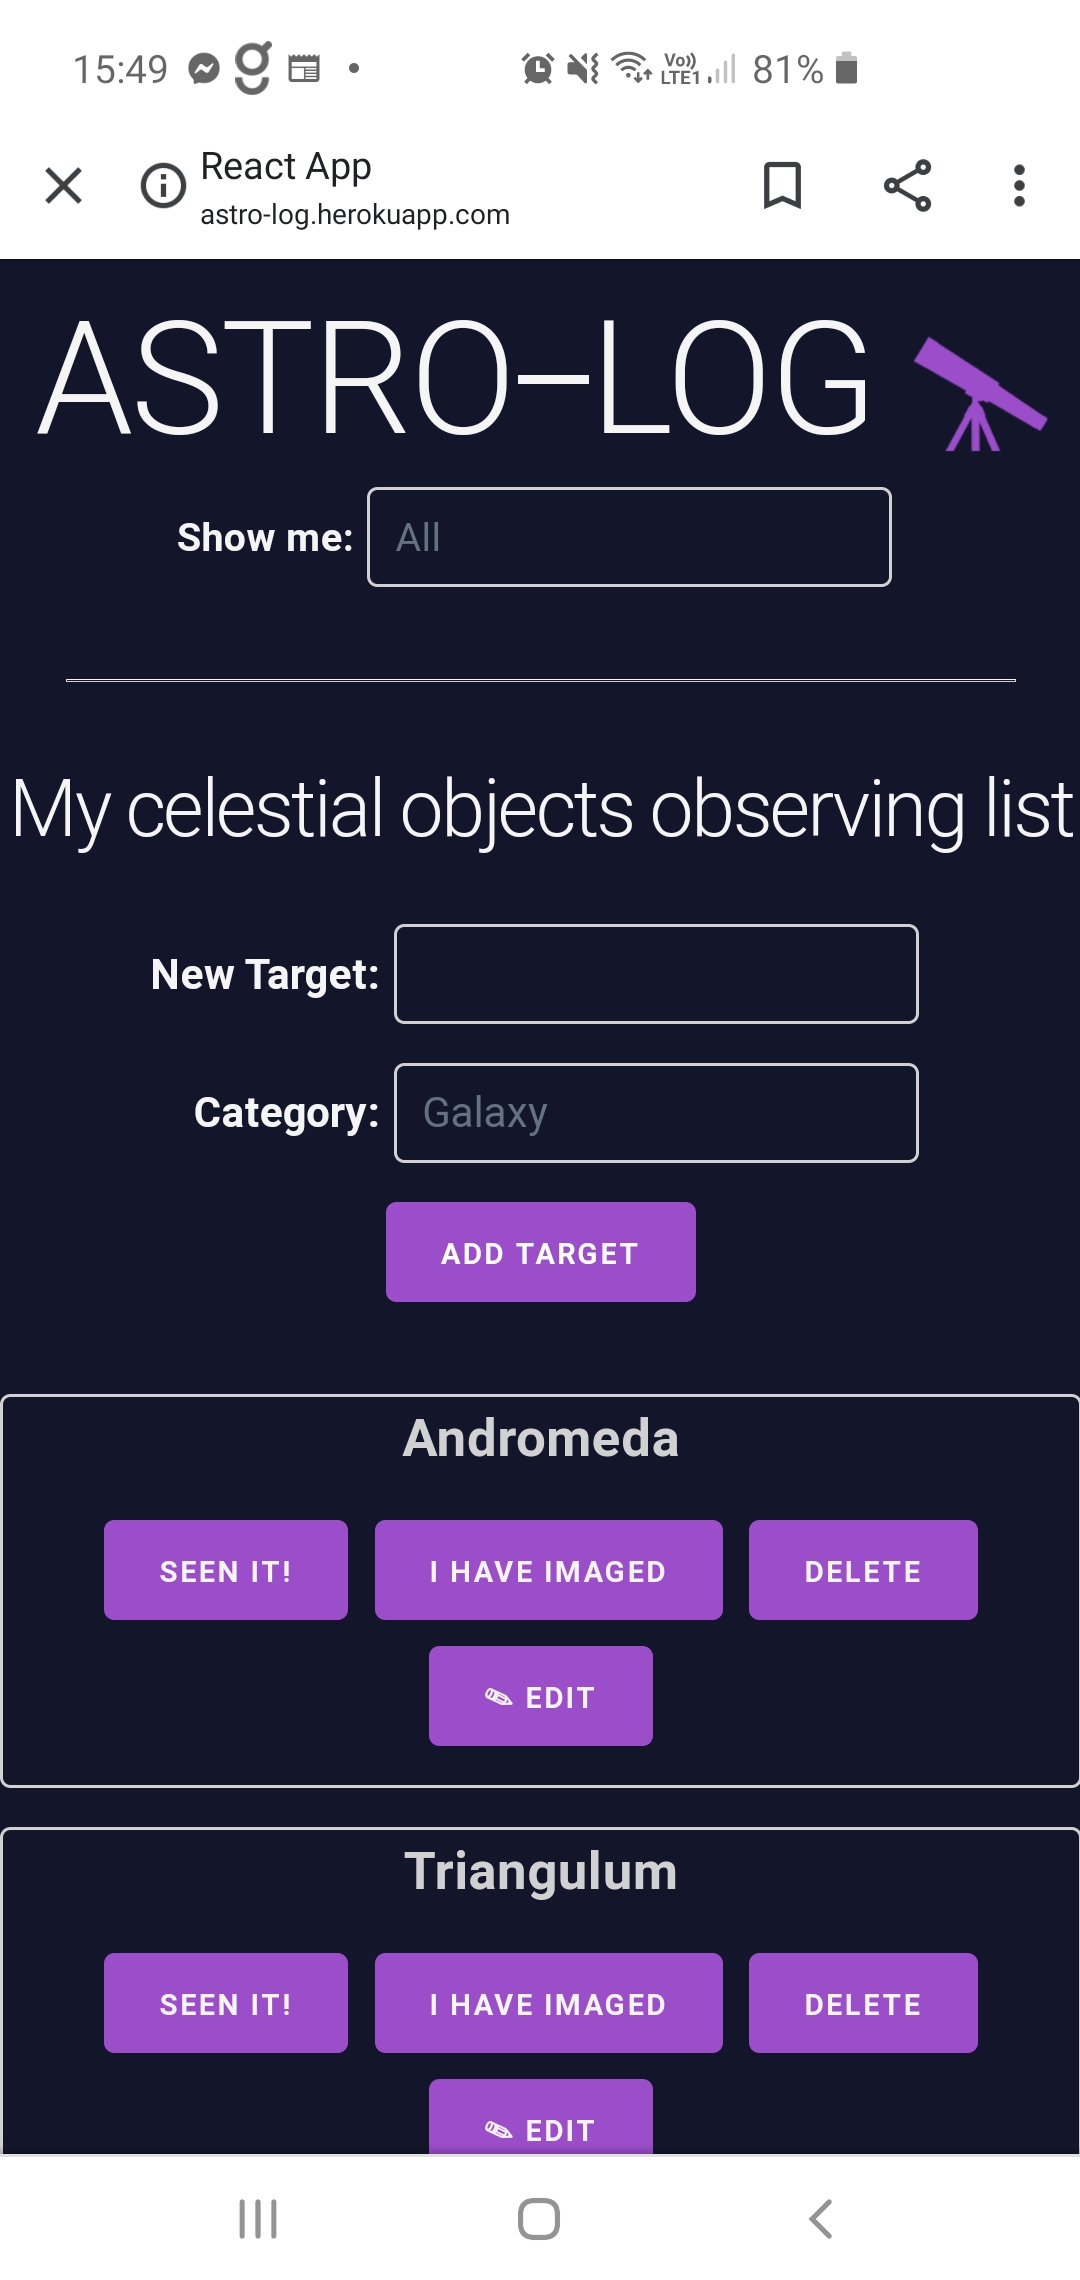 15:49 81%
Vo)) LTE1
React App
astro-log.herokuapp.com
ASTRO-LOG
Show me: All
My celestial objects observing list
New Target:
Category: Galaxy
ADD TARGET
Andromeda
SEEN IT! I HAVE IMAGED DELETE
✏ EDIT
Triangulum
SEEN IT! I HAVE IMAGED DELETE
✏ EDIT